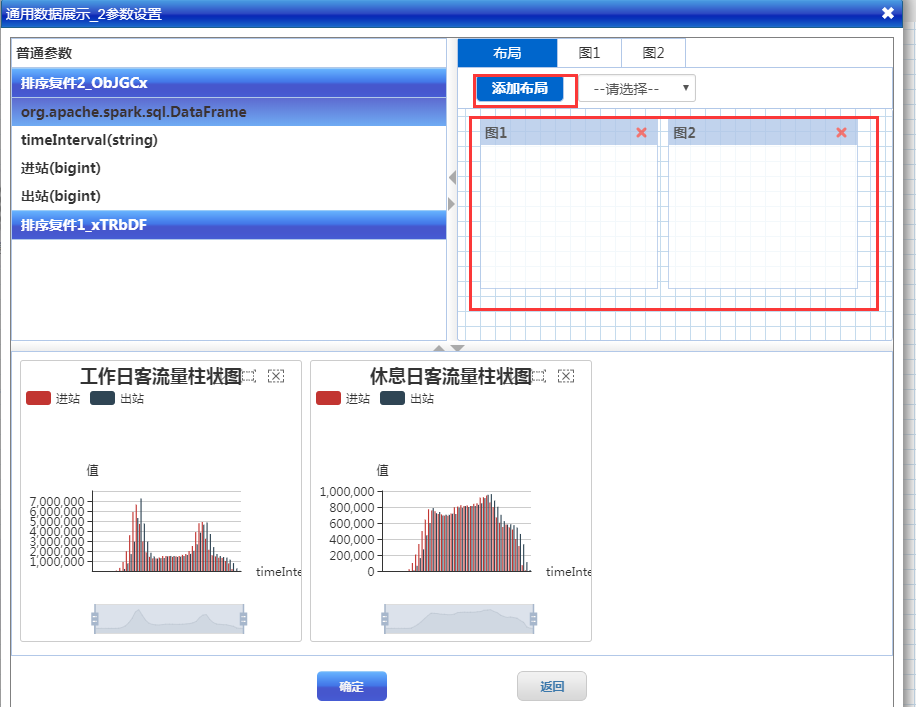 通用数据展示_2参数设置
普通参数
排序复件2_ObJGCx
org.apache.spark.sql.DataFrame
timeInterval(string)
进站(bigint)
出站(bigint)
排序复件1_xTRbDF
布局 图1 图2
添加布局 --请选择--
图1 图2
工作日客流量柱状图
进站 出站
值
7,000,000
6,000,000
5,000,000
4,000,000
3,000,000
2,000,000
1,000,000
timeInte
休息日客流量柱状图
进站 出站
值
1,000,000
800,000
600,000
400,000
200,000
0
timeInte
确定 返回